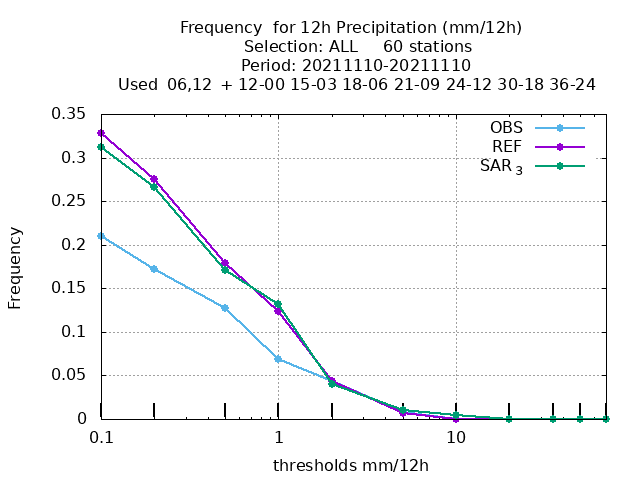 Frequency  for 12h Precipitation (mm/12h)
Selection: ALL     60 stations
Period: 20211110-20211110
Used  06,12  + 12-00 15-03 18-06 21-09 24-12 30-18 36-24
0.35
0.3
0.25
0.2
0.15
0.1
0.05
0
Frequency
OBS
REF
SAR 3
0.1 1 10
thresholds mm/12h